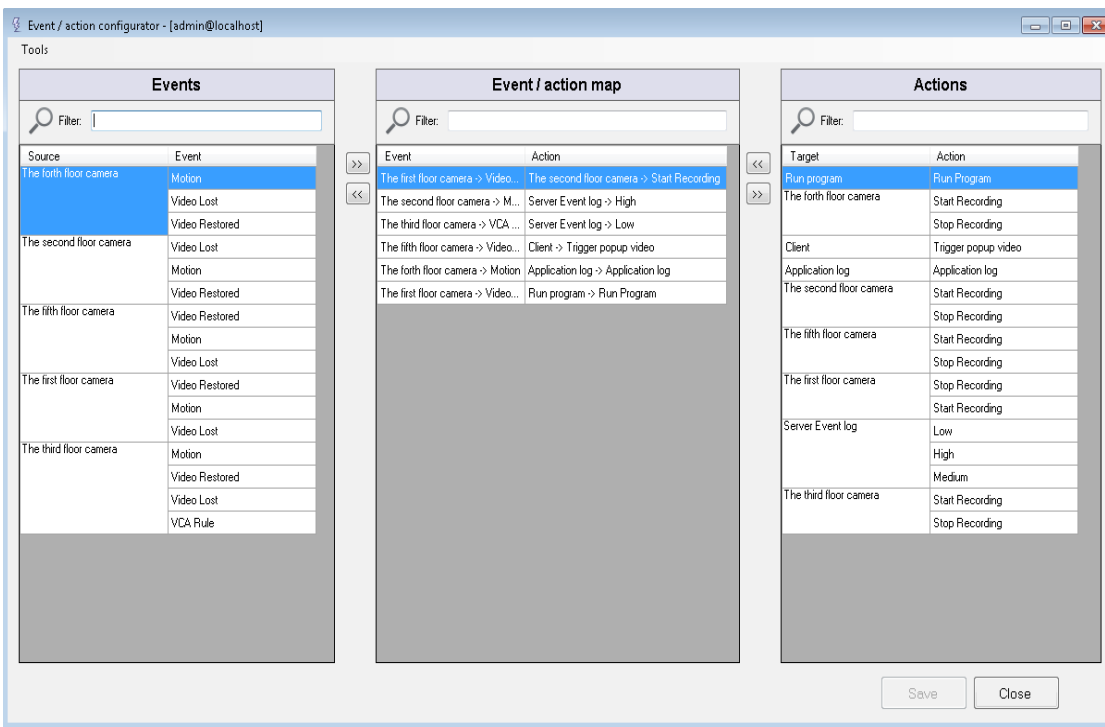 Event / action configurator - [admin@localhost]
Tools
Events
Filter:
Source Event
The forth floor camera Motion
Video Lost
Video Restored
The second floor camera Video Lost
Motion
Video Restored
The fifth floor camera Video Restored
Motion
Video Lost
The first floor camera Video Restored
Motion
Video Lost
The third floor camera Motion
Video Restored
Video Lost
VCA Rule
>>
<<
Event / action map
Filter:
Event Action
The first floor camera -> Video... The second floor camera -> Start Recording
The second floor camera -> M... Server Event log -> High
The third floor camera -> VCA ... Server Event log -> Low
The fifth floor camera -> Video... Client -> Trigger popup video
The forth floor camera -> Motion Application log -> Application log
The first floor camera -> Video... Run program -> Run Program
<<
>>
Actions
Filter:
Target Action
Run program Run Program
The forth floor camera Start Recording
Stop Recording
Client Trigger popup video
Application log Application log
The second floor camera Start Recording
Stop Recording
The fifth floor camera Start Recording
Stop Recording
The first floor camera Stop Recording
Start Recording
Server Event log Low
High
Medium
The third floor camera Start Recording
Stop Recording
Save Close